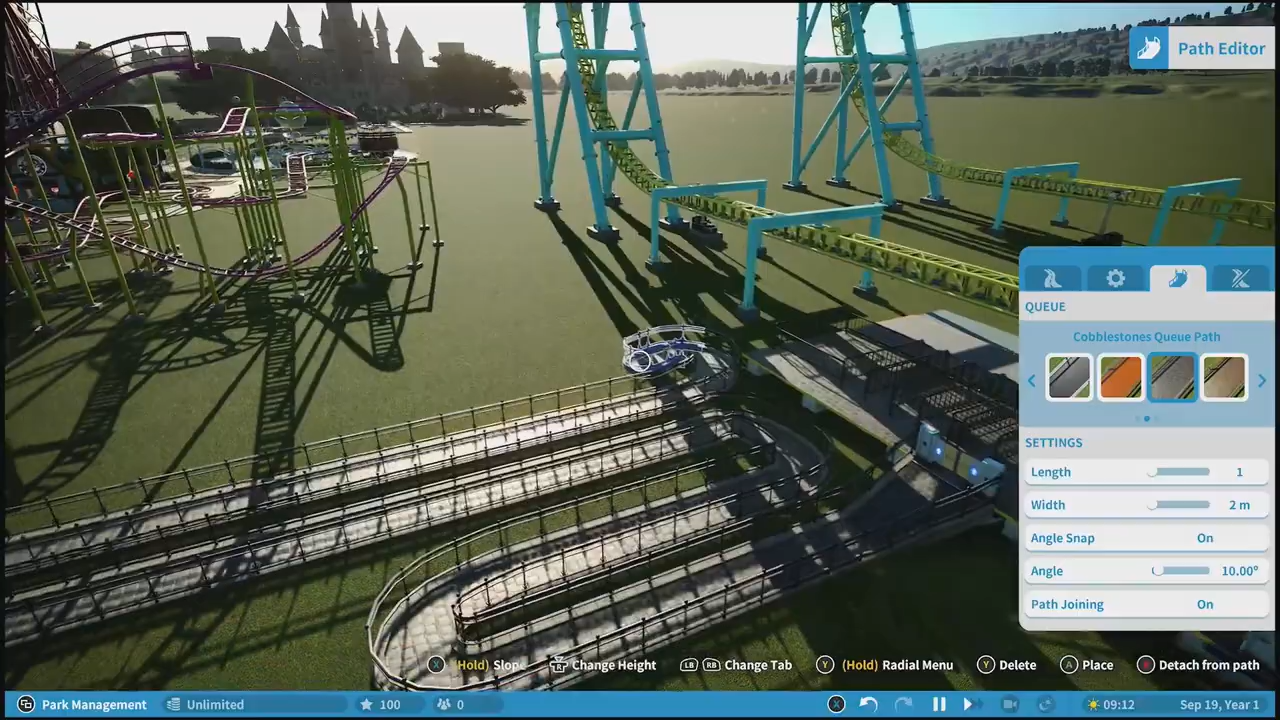 Path Editor
QUEUE
Cobblestones Queue Path
SETTINGS
Length 1
Width 2 m
Angle Snap On
Angle 10.00°
Path Joining On
X (Hold) Slope Change Height LB RB Change Tab Y (Hold) Radial Menu Y Delete A Place Detach from path
Park Management Unlimited 100 0 X 09:12 Sep 19, Year 1